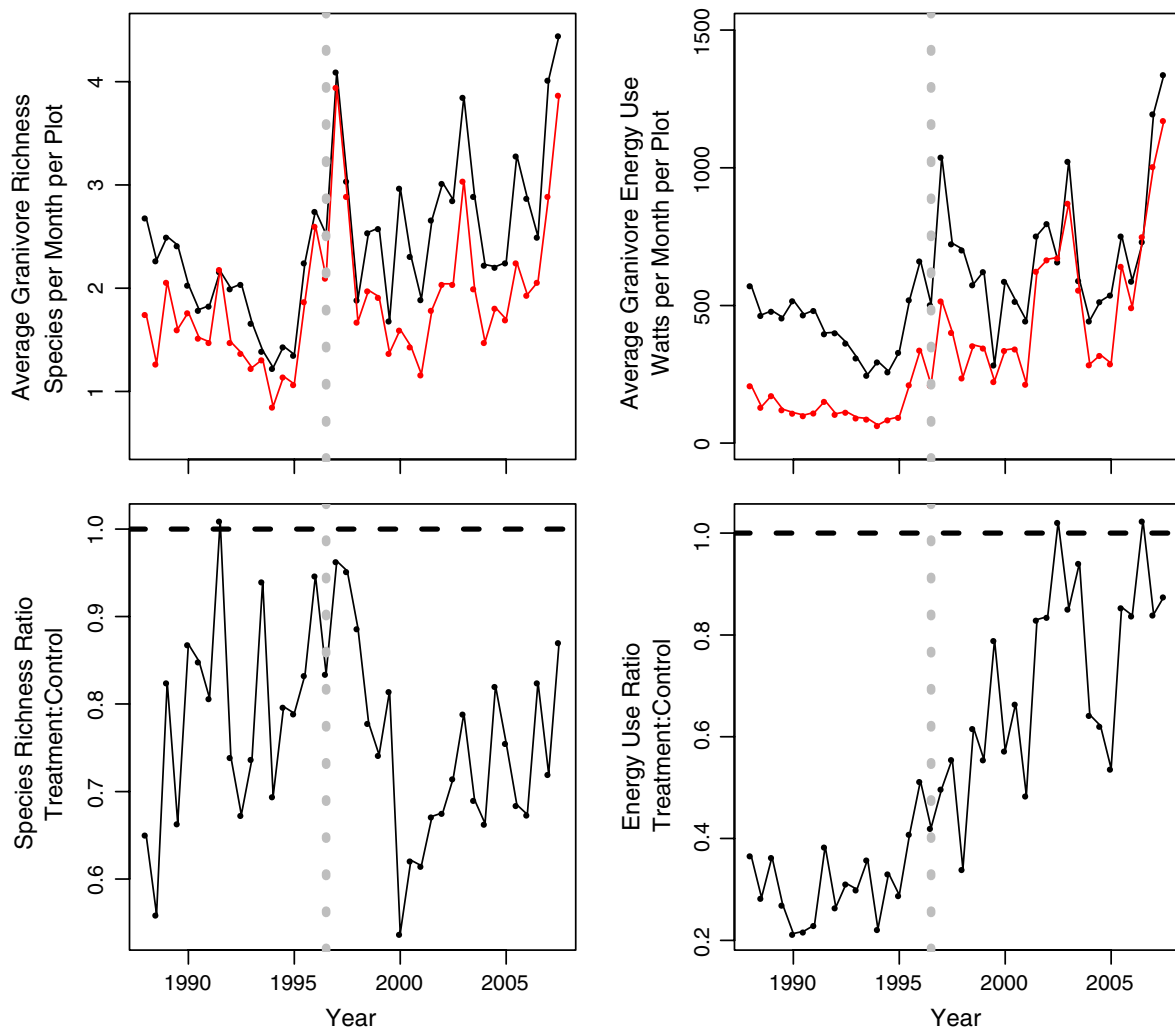 Average Granivore Richness
Species per Month per Plot
1
2
3
4
Average Granivore Energy Use
Watts per Month per Plot
0
500
1000
1500
Species Richness Ratio
Treatment:Control
0.6
0.7
0.8
0.9
1.0
1990
1995
2000
2005
Year
Energy Use Ratio
Treatment:Control
0.2
0.4
0.6
0.8
1.0
1990
1995
2000
2005
Year